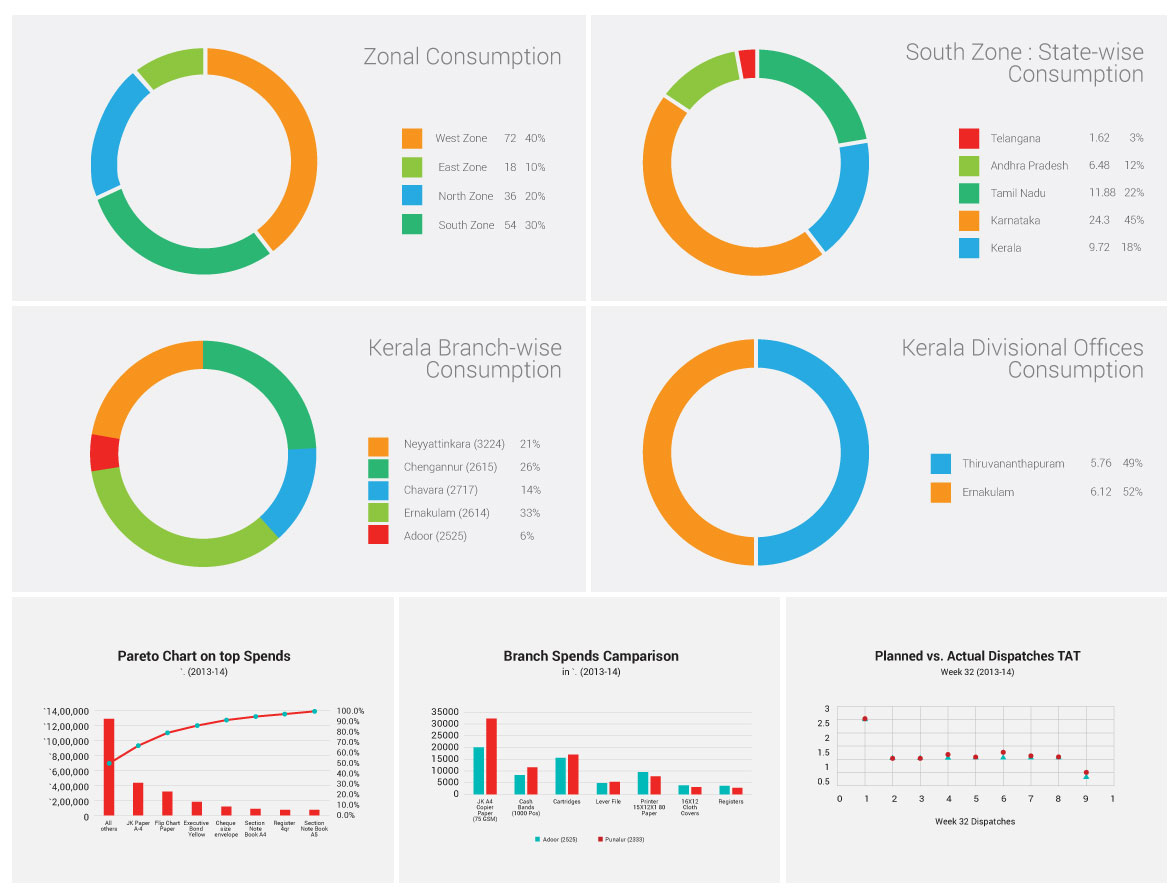 Zonal Consumption
West Zone 72 40%
East Zone 18 10%
North Zone 36 20%
South Zone 54 30%
South Zone : State-wise
Consumption
Telangana 1.62 3%
Andhra Pradesh 6.48 12%
Tamil Nadu 11.88 22%
Karnataka 24.3 45%
Kerala 9.72 18%
Kerala Branch-wise
Consumption
Neyyattinkara (3224) 21%
Chengannur (2615) 26%
Chavara (2717) 14%
Ernakulam (2614) 33%
Adoor (2525) 6%
Kerala Divisional Offices
Consumption
Thiruvananthapuram 5.76 49%
Ernakulam 6.12 52%
Pareto Chart on top Spends
`. (2013-14)
`14,00,000
`12,00,000
`10,00,000
`8,00,000
`6,00,000
`4,00,000
`2,00,000
0
100.0%
90.0%
80.0%
70.0%
60.0%
50.0%
40.0%
30.0%
20.0%
10.0%
0.0%
All
others
JK Paper
A-4
Flip Chart
Paper
Executive
Bond
Yellow
Cheque
size
envelope
Section
Note
Book A4
Register
4qr
Section
Note Book
A5
Branch Spends Camparison
in `. (2013-14)
35000
30000
25000
20000
15000
10000
5000
0
JK A4
Gopier
Paper
(75 GSM)
Cash
Bands
(1000 Pcs)
Cartridges
Lever File
Printer
15X12X1 80
Paper
16X12
Cloth
Covers
Registers
Adoor (2525)
Punalur (2333)
Planned vs. Actual Dispatches TAT
Week 32 (2013-14)
3
2.5
2
1.5
1
0.5
0 1 2 3 4 5 6 7 8 9 1
Week 32 Dispatches